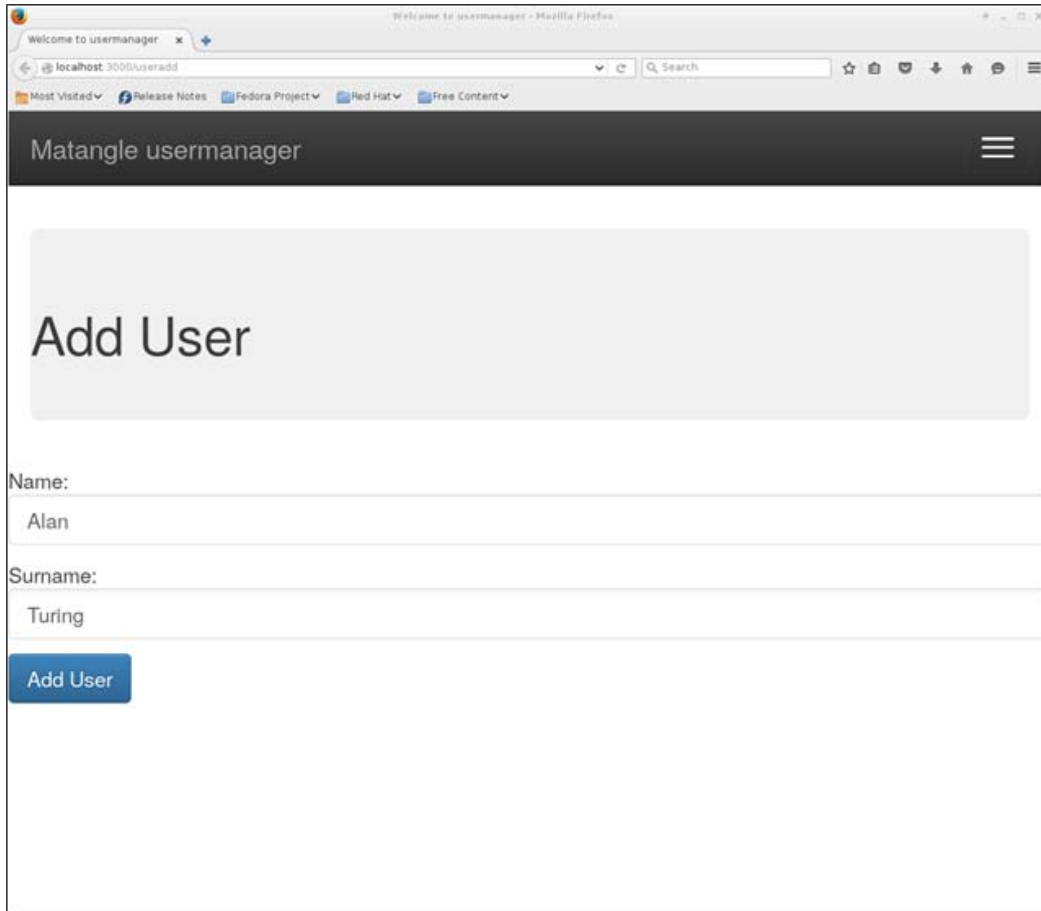 Welcome to usermanager - Mozilla Firefox
Welcome to usermanager
localhost:3000/useradd
Search
Most Visited Release Notes Fedora Project Red Hat Free Content
Matangle usermanager
Add User
Name:
Alan
Surname:
Turing
Add User